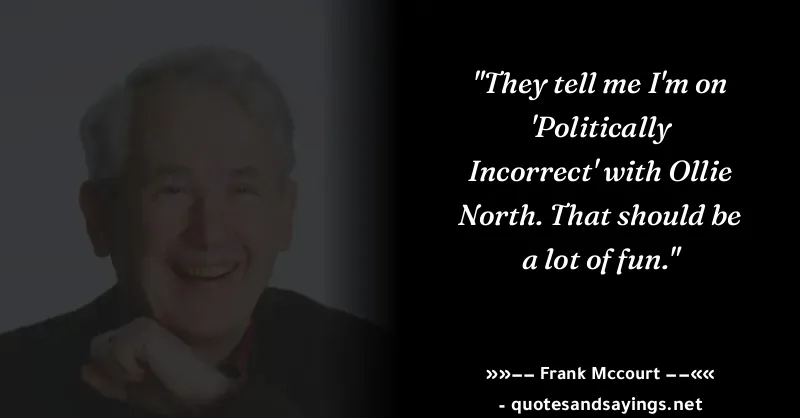 "They tell me I'm on
'Politically
Incorrect' with Ollie
North. That should be
a lot of fun."
»»−− Frank Mccourt −−««
- quotesandsayings.net